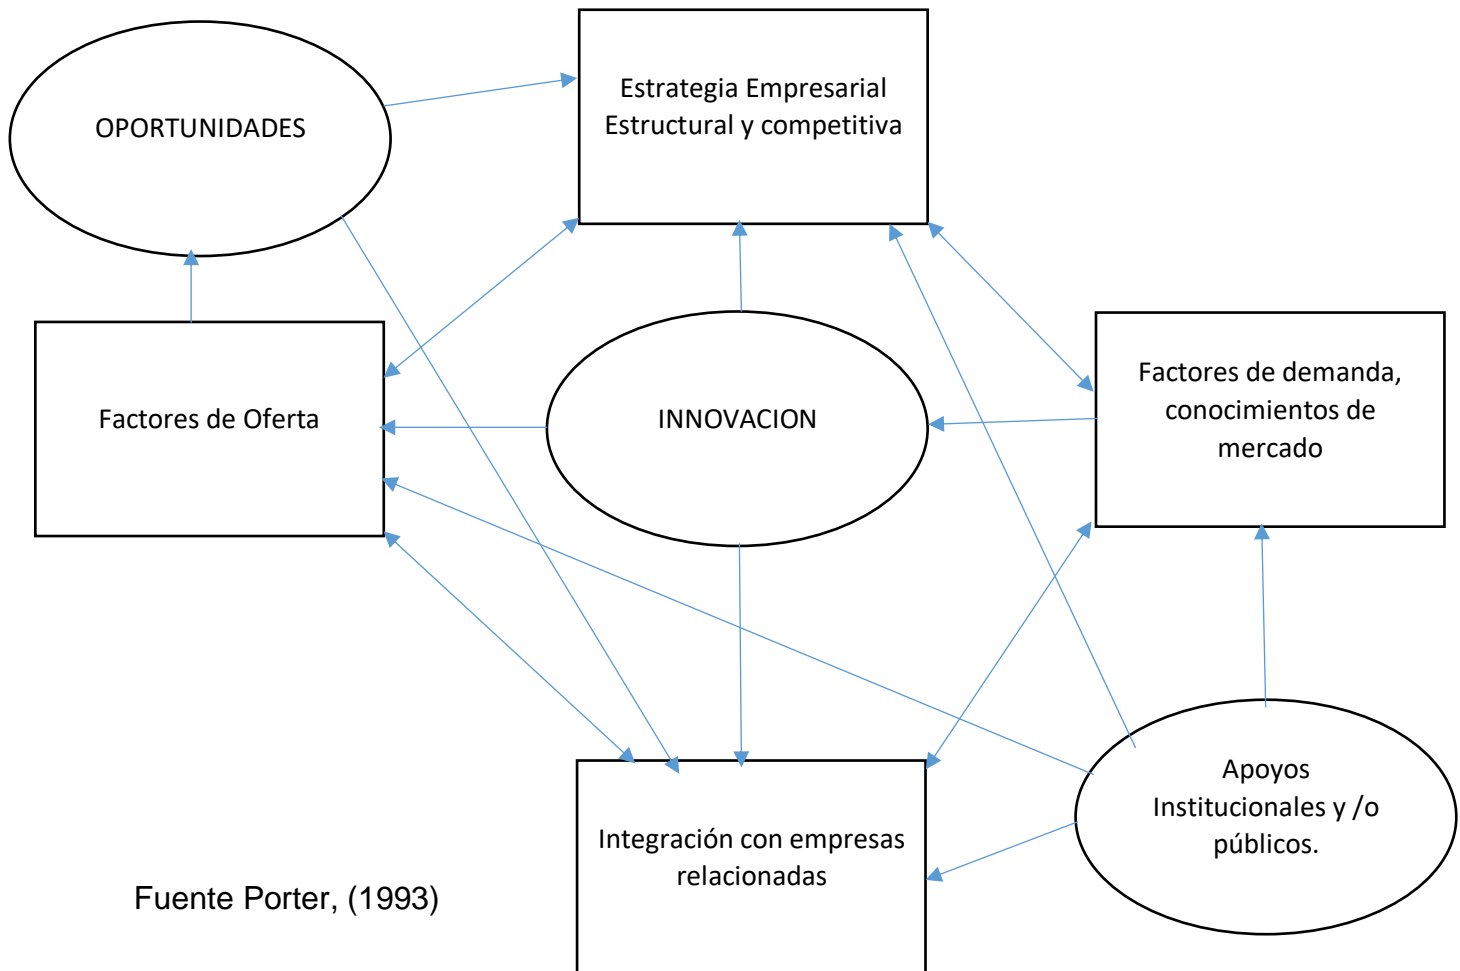 OPORTUNIDADES
Estrategia Empresarial
Estructural y competitiva
Factores de Oferta
INNOVACION
Factores de demanda,
conocimientos de
mercado
Apoyos
Institucionales y /o
públicos.
Integración con empresas
relacionadas
Fuente Porter, (1993)